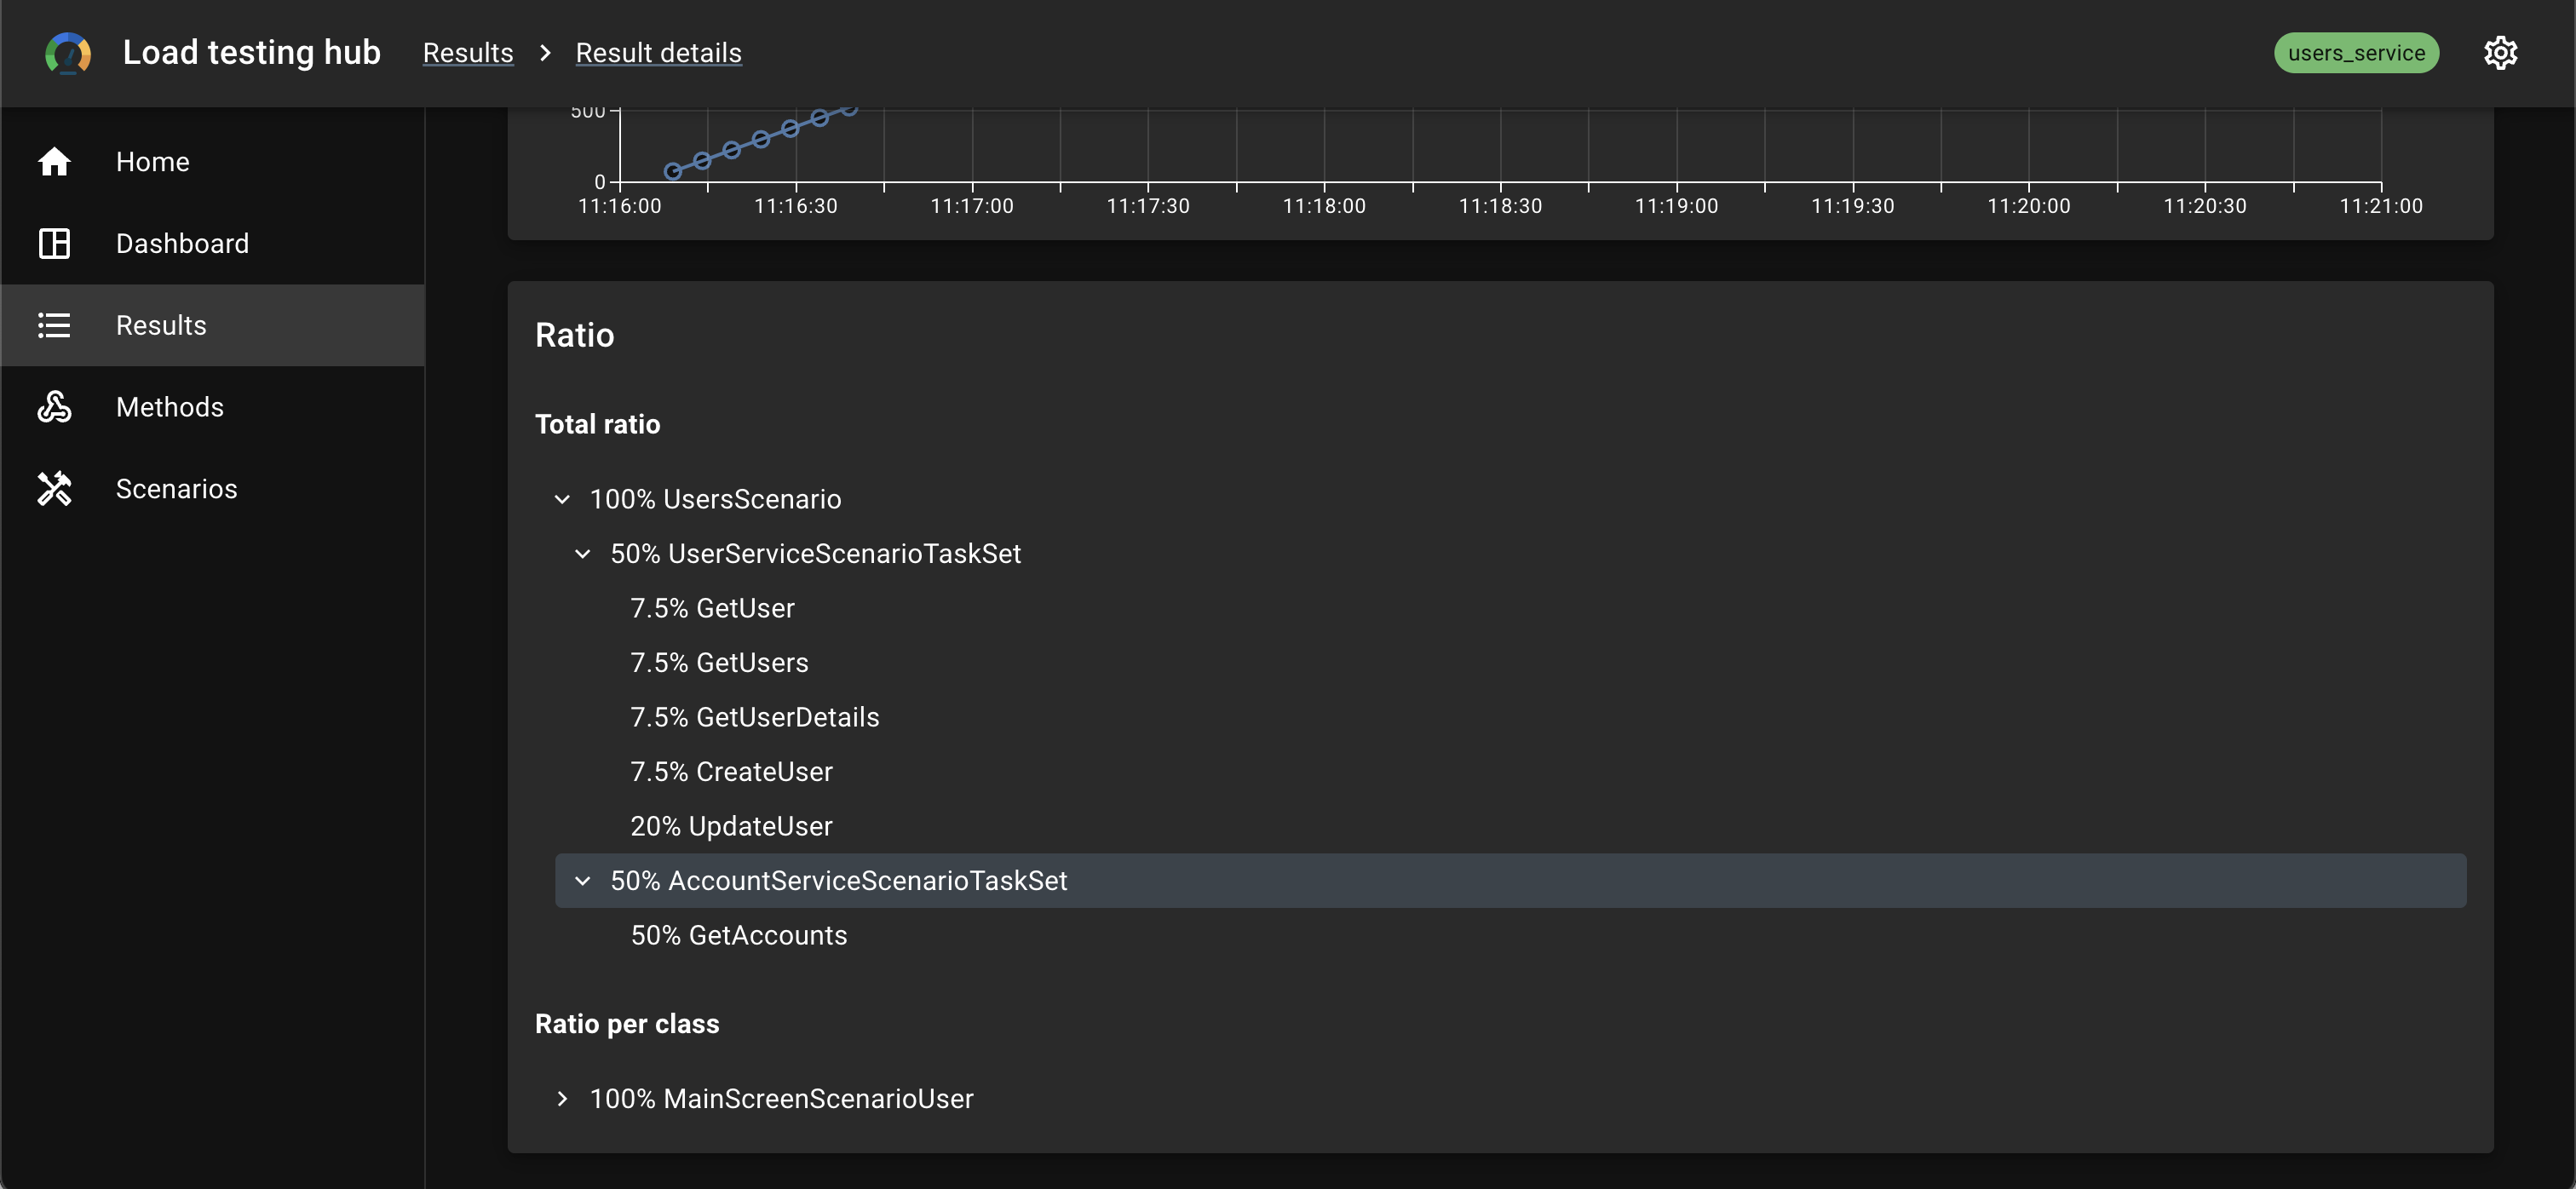 Load testing hub Results Result details users_service
Home
Dashboard
Results
Methods
Scenarios
500
0
11:16:00 11:16:30 11:17:00 11:17:30 11:18:00 11:18:30 11:19:00 11:19:30 11:20:00 11:20:30 11:21:00
Ratio
Total ratio
100% UsersScenario
50% UserServiceScenarioTaskSet
7.5% GetUser
7.5% GetUsers
7.5% GetUserDetails
7.5% CreateUser
20% UpdateUser
50% AccountServiceScenarioTaskSet
50% GetAccounts
Ratio per class
100% MainScreenScenarioUser